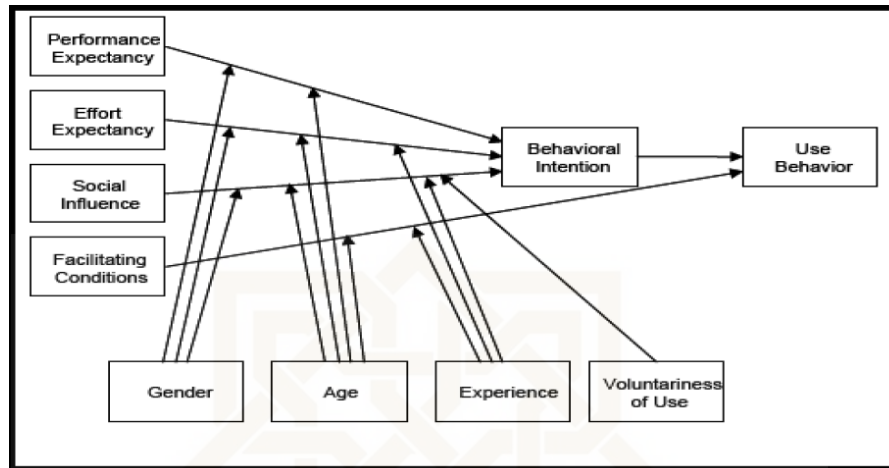 Performance
Expectancy
Effort
Expectancy
Social
Influence
Facilitating
Conditions
Behavioral
Intention
Use
Behavior
Gender
Age
Experience
Voluntariness
of Use